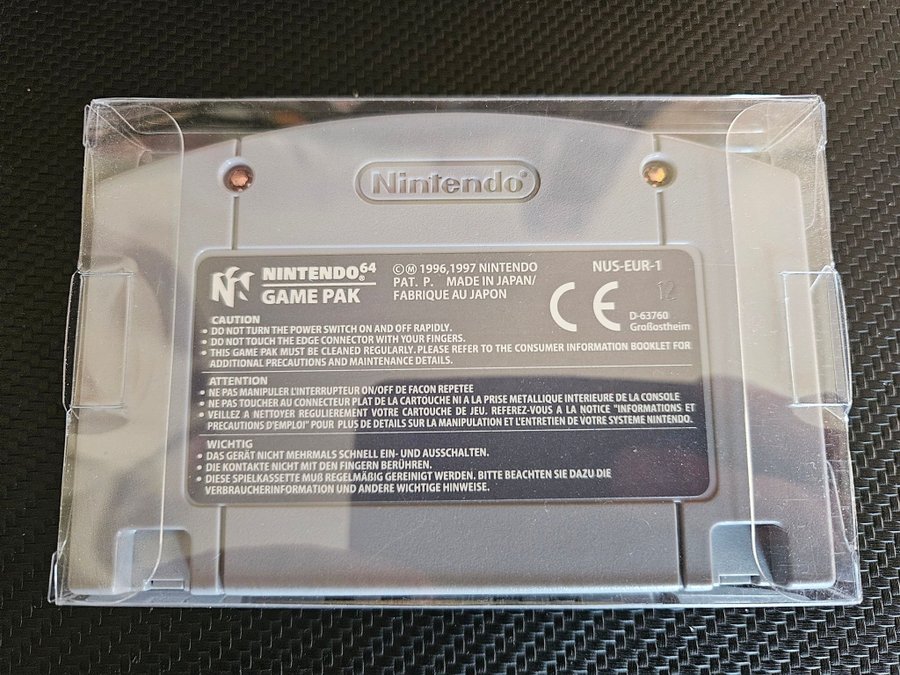 Nintendo®
NINTENDO64
GAME PAK
©Ⓜ 1996,1997 NINTENDO
PAT. P. MADE IN JAPAN/
FABRIQUE AU JAPON
NUS-EUR-1
12
CE
D-63760
Großostheim
CAUTION
• DO NOT TURN THE POWER SWITCH ON AND OFF RAPIDLY.
• DO NOT TOUCH THE EDGE CONNECTOR WITH YOUR FINGERS.
• THIS GAME PAK MUST BE CLEANED REGULARLY. PLEASE REFER TO THE CONSUMER INFORMATION BOOKLET FOR
ADDITIONAL PRECAUTIONS AND MAINTENANCE DETAILS.
ATTENTION
• NE PAS MANIPULER L'INTERRUPTEUR ON/OFF DE FACON REPETEE
• NE PAS TOUCHER AU CONNECTEUR PLAT DE LA CARTOUCHE NI A LA PRISE METALLIQUE INTERIEURE DE LA CONSOLE
• VEILLEZ A NETTOYER REGULIEREMENT VOTRE CARTOUCHE DE JEU. REFEREZ-VOUS A LA NOTICE "INFORMATIONS ET
PRECAUTIONS D'EMPLOI" POUR PLUS DE DETAILS SUR LA MANIPULATION ET L'ENTRETIEN DE VOTRE SYSTEME NINTENDO.
WICHTIG
• DAS GERÄT NICHT MEHRMALS SCHNELL EIN- UND AUSSCHALTEN.
• DIE KONTAKTE NICHT MIT DEN FINGERN BERÜHREN.
• DIESE SPIELKASSETTE MUß REGELMÄßIG GEREINIGT WERDEN. BITTE BEACHTEN SIE DAZU DIE
VERBRAUCHERINFORMATION UND ANDERE WICHTIGE HINWEISE.